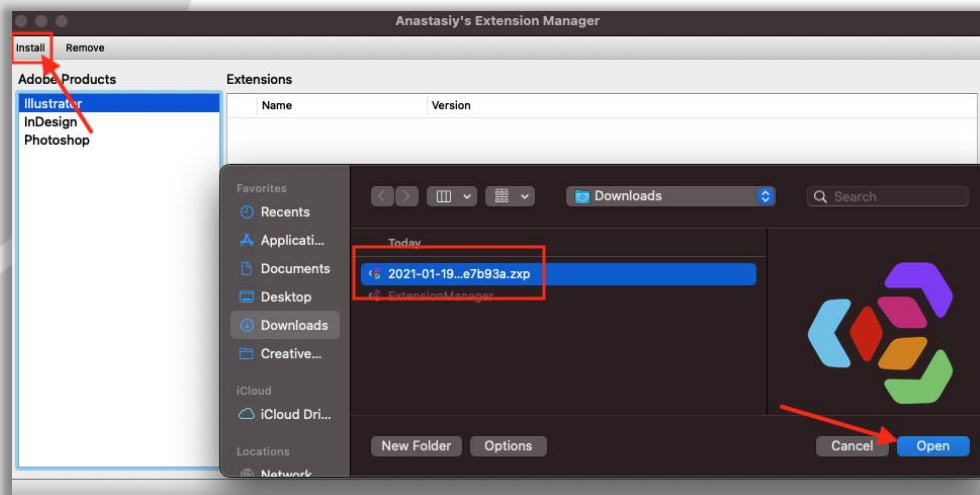 Anastasiy's Extension Manager
Install Remove
Adobe Products
Extensions
Illustrator
InDesign
Photoshop
Name Version
Favorites
Recents
Applicati...
Documents
Desktop
Downloads
Creative...
iCloud
iCloud Dri...
Locations
Network
Downloads
Search
Today
2021-01-19...e7b93a.zxp
ExtensionManager
New Folder Options Cancel Open